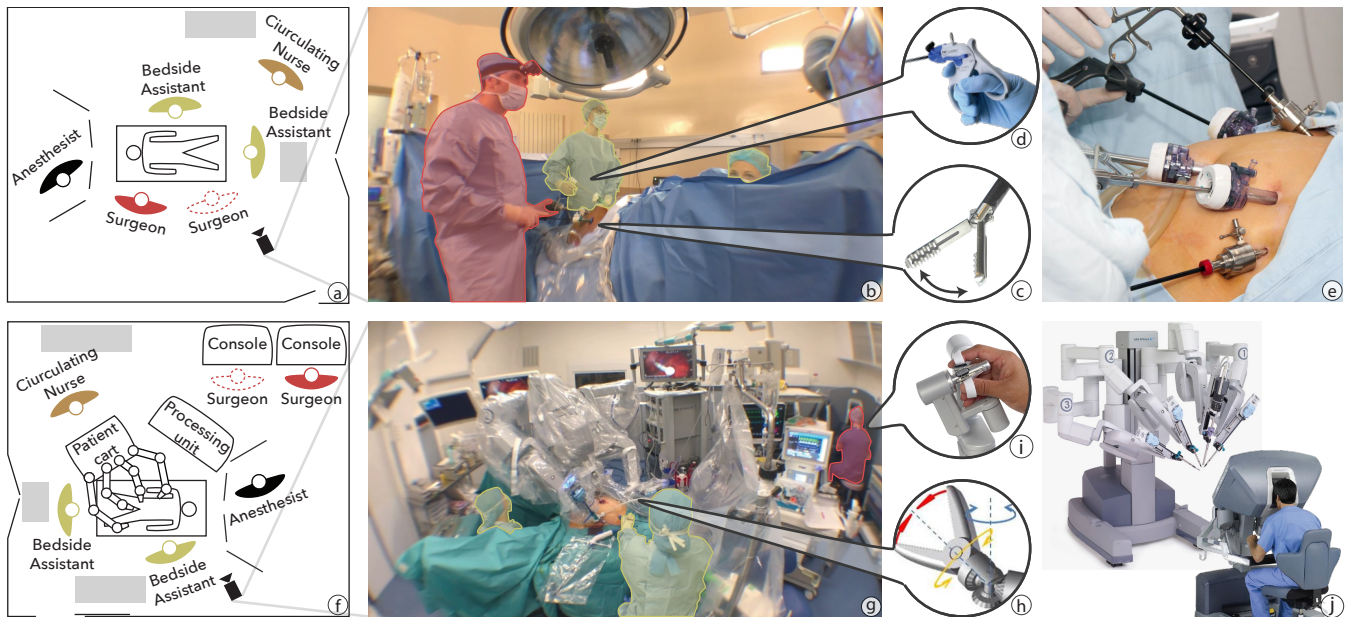 Ciurculating
Nurse
Bedside
Assistant
Bedside
Assistant
Anesthesist
Surgeon
Surgeon
a
b
d
c
e
Console
Console
Surgeon
Surgeon
Ciurculating
Nurse
Processing
unit
Patient
cart
Anesthesist
Bedside
Assistant
Bedside
Assistant
f
g
i
h
2
1
3
j